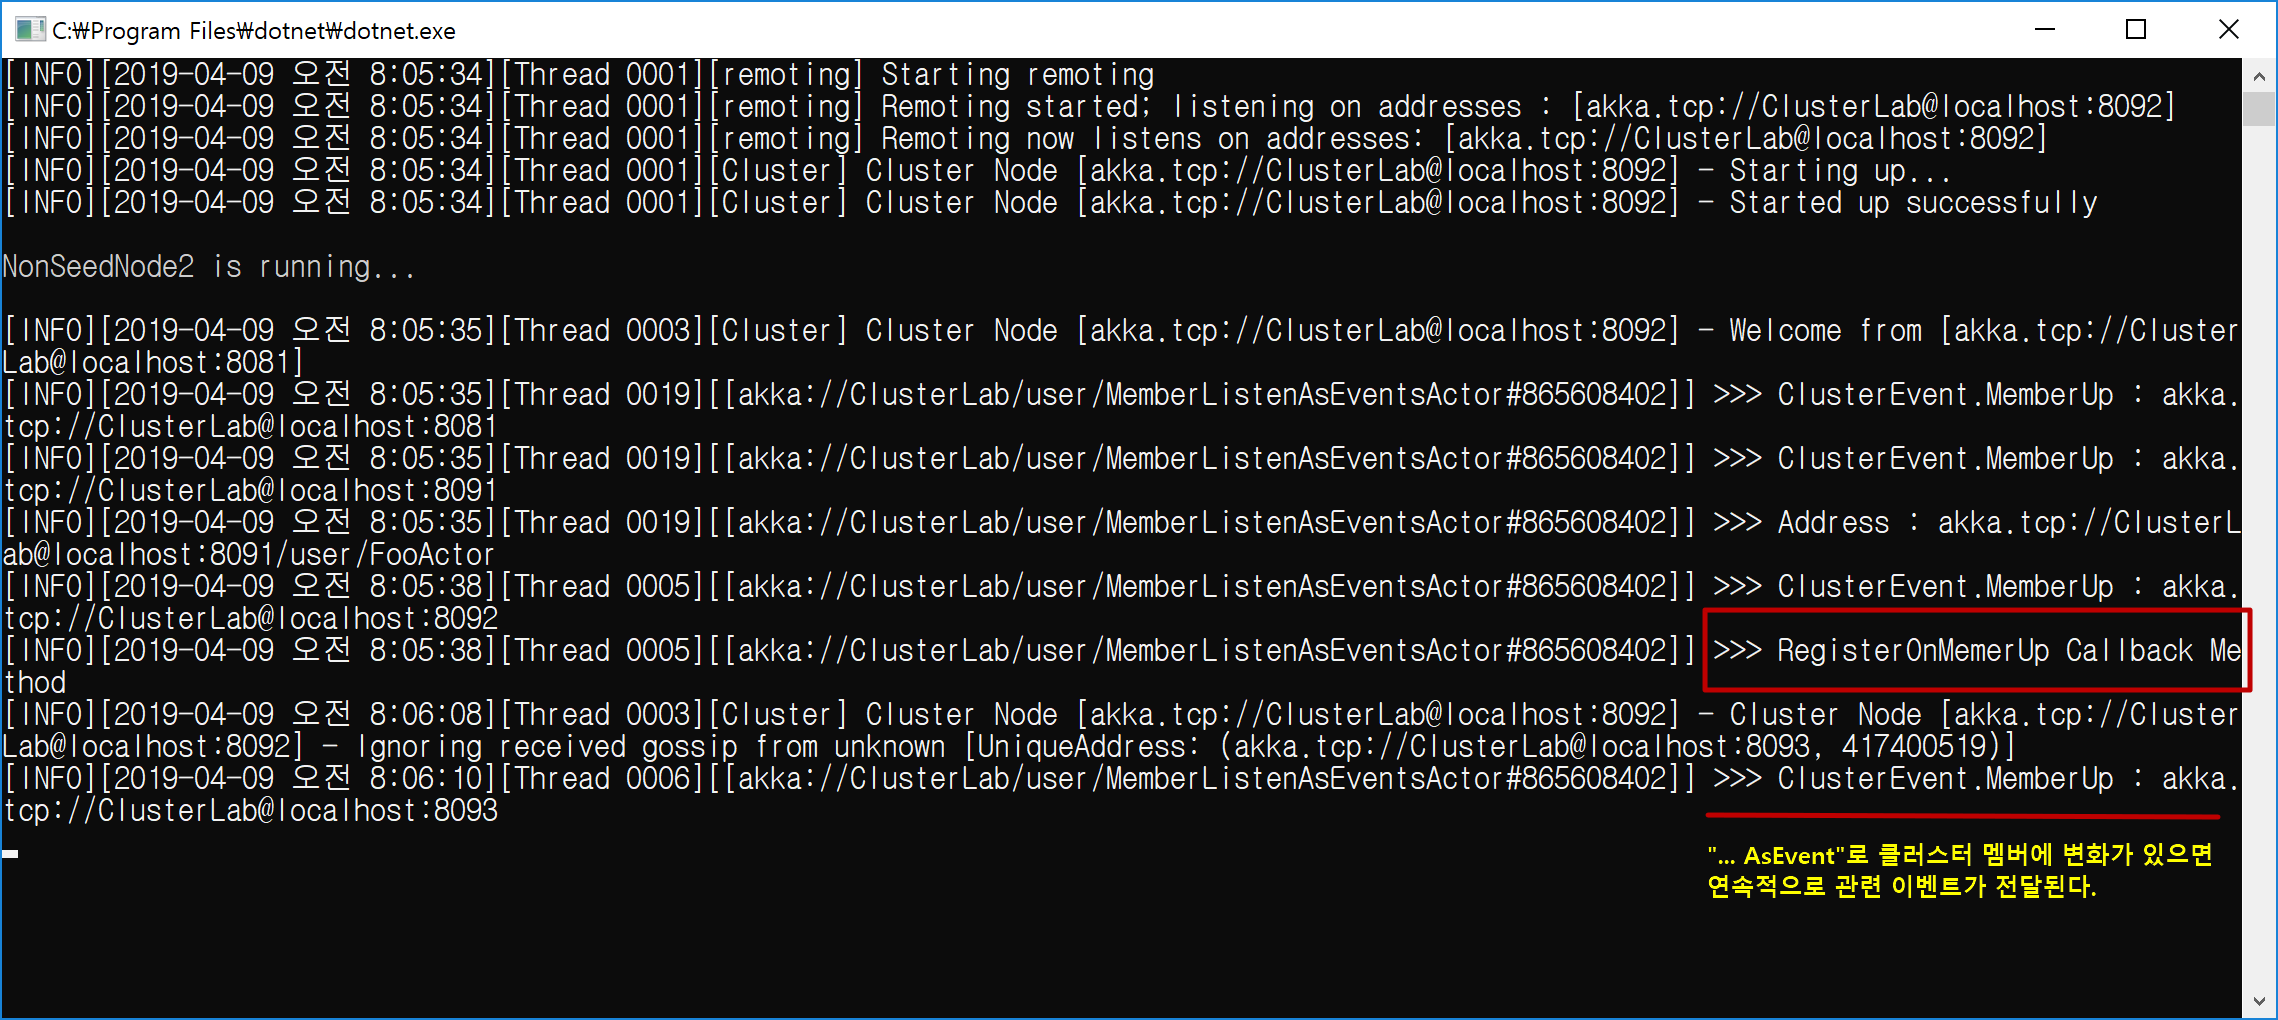 C:₩Program Files₩dotnet₩dotnet.exe
[INFO][2019-04-09 오전 8:05:34][Thread 0001][remoting] Starting remoting
[INFO][2019-04-09 오전 8:05:34][Thread 0001][remoting] Remoting started; listening on addresses : [akka.tcp://ClusterLab@localhost:8092]
[INFO][2019-04-09 오전 8:05:34][Thread 0001][remoting] Remoting now listens on addresses: [akka.tcp://ClusterLab@localhost:8092]
[INFO][2019-04-09 오전 8:05:34][Thread 0001][Cluster] Cluster Node [akka.tcp://ClusterLab@localhost:8092] - Starting up...
[INFO][2019-04-09 오전 8:05:34][Thread 0001][Cluster] Cluster Node [akka.tcp://ClusterLab@localhost:8092] - Started up successfully
NonSeedNode2 is running...
[INFO][2019-04-09 오전 8:05:35][Thread 0003][Cluster] Cluster Node [akka.tcp://ClusterLab@localhost:8092] - Welcome from [akka.tcp://Cluster
Lab@localhost:8081]
[INFO][2019-04-09 오전 8:05:35][Thread 0019][[akka://ClusterLab/user/MemberListenAsEventsActor#865608402]] >>> ClusterEvent.MemberUp : akka.
tcp://ClusterLab@localhost:8081
[INFO][2019-04-09 오전 8:05:35][Thread 0019][[akka://ClusterLab/user/MemberListenAsEventsActor#865608402]] >>> ClusterEvent.MemberUp : akka.
tcp://ClusterLab@localhost:8091
[INFO][2019-04-09 오전 8:05:35][Thread 0019][[akka://ClusterLab/user/MemberListenAsEventsActor#865608402]] >>> Address : akka.tcp://ClusterL
ab@localhost:8091/user/FooActor
[INFO][2019-04-09 오전 8:05:38][Thread 0005][[akka://ClusterLab/user/MemberListenAsEventsActor#865608402]] >>> ClusterEvent.MemberUp : akka.
tcp://ClusterLab@localhost:8092
[INFO][2019-04-09 오전 8:05:38][Thread 0005][[akka://ClusterLab/user/MemberListenAsEventsActor#865608402]] >>> RegisterOnMemerUp Callback Me
thod
[INFO][2019-04-09 오전 8:06:08][Thread 0003][Cluster] Cluster Node [akka.tcp://ClusterLab@localhost:8092] - Cluster Node [akka.tcp://Cluster
Lab@localhost:8092] - Ignoring received gossip from unknown [UniqueAddress: (akka.tcp://ClusterLab@localhost:8093, 417400519)]
[INFO][2019-04-09 오전 8:06:10][Thread 0006][[akka://ClusterLab/user/MemberListenAsEventsActor#865608402]] >>> ClusterEvent.MemberUp : akka.
tcp://ClusterLab@localhost:8093
"... AsEvent"로 클러스터 멤버에 변화가 있으면
연속적으로 관련 이벤트가 전달된다.